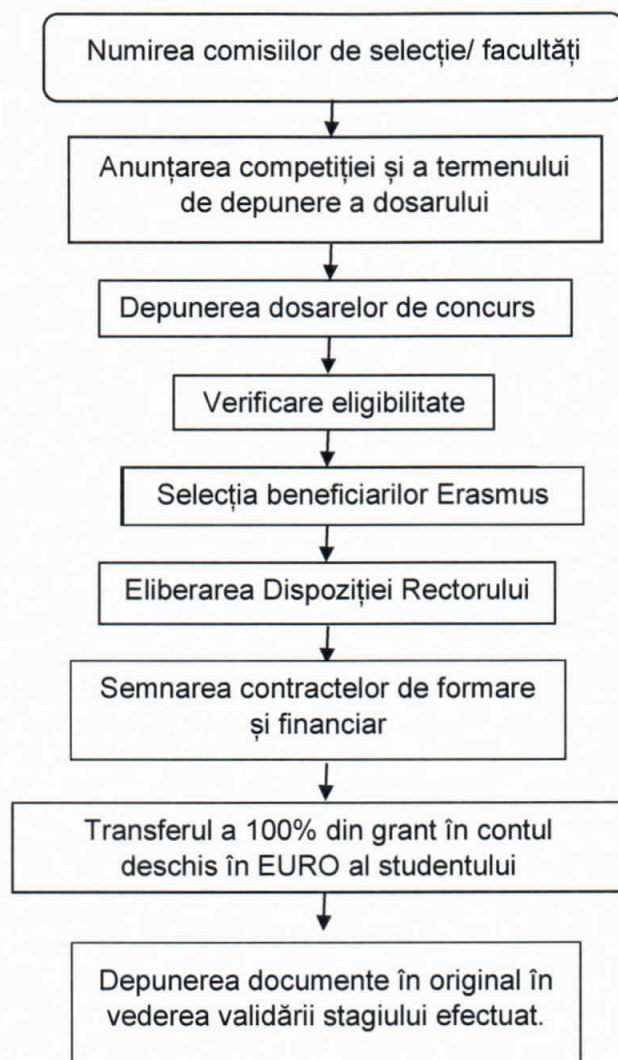 Numirea comisiilor de selecție/ facultăți
Anunțarea competiției și a termenului
de depunere a dosarului
Depunerea dosarelor de concurs
Verificare eligibilitate
Selecția beneficiarilor Erasmus
Eliberarea Dispoziției Rectorului
Semnarea contractelor de formare
și financiar
Transferul a 100% din grant în contul
deschis în EURO al studentului
Depunerea documente în original în
vederea validării stagiului efectuat.